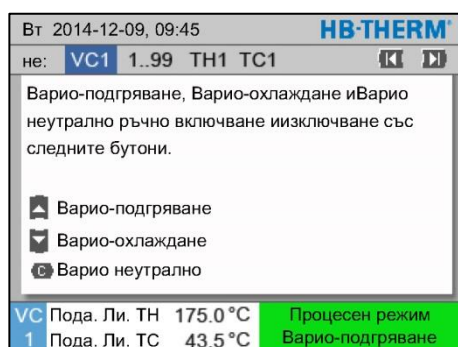 Вт 2014-12-09, 09:45 HB-THERM®
не: VC1 1..99 TH1 TC1
Варио-подгряване, Варио-охлаждане иВарио
неутрално ръчно включване иизключване със
следните бутони.
Варио-подгряване
Варио-охлаждане
C Варио неутрално
VC Пода. Ли. TH 175.0 °C Процесен режим
1 Пода. Ли. TC 43.5 °C Варио-подгряване